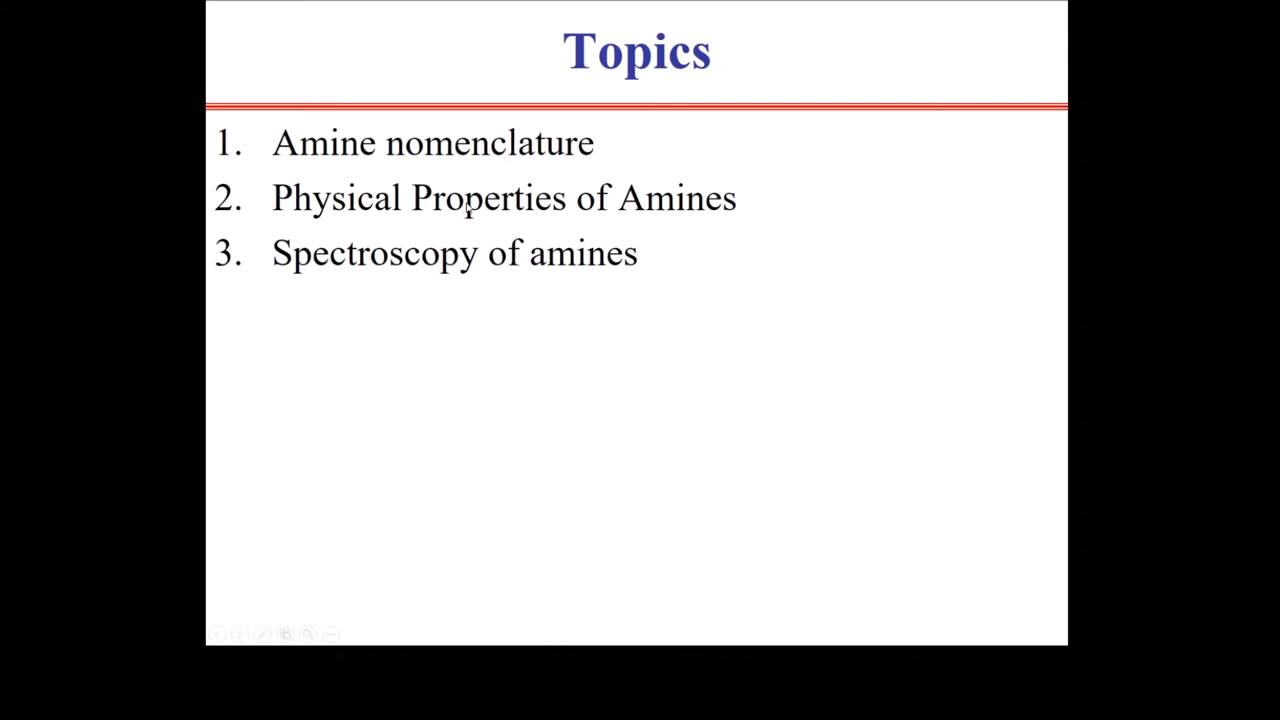 Topics
1. Amine nomenclature
2. Physical Properties of Amines
3. Spectroscopy of amines